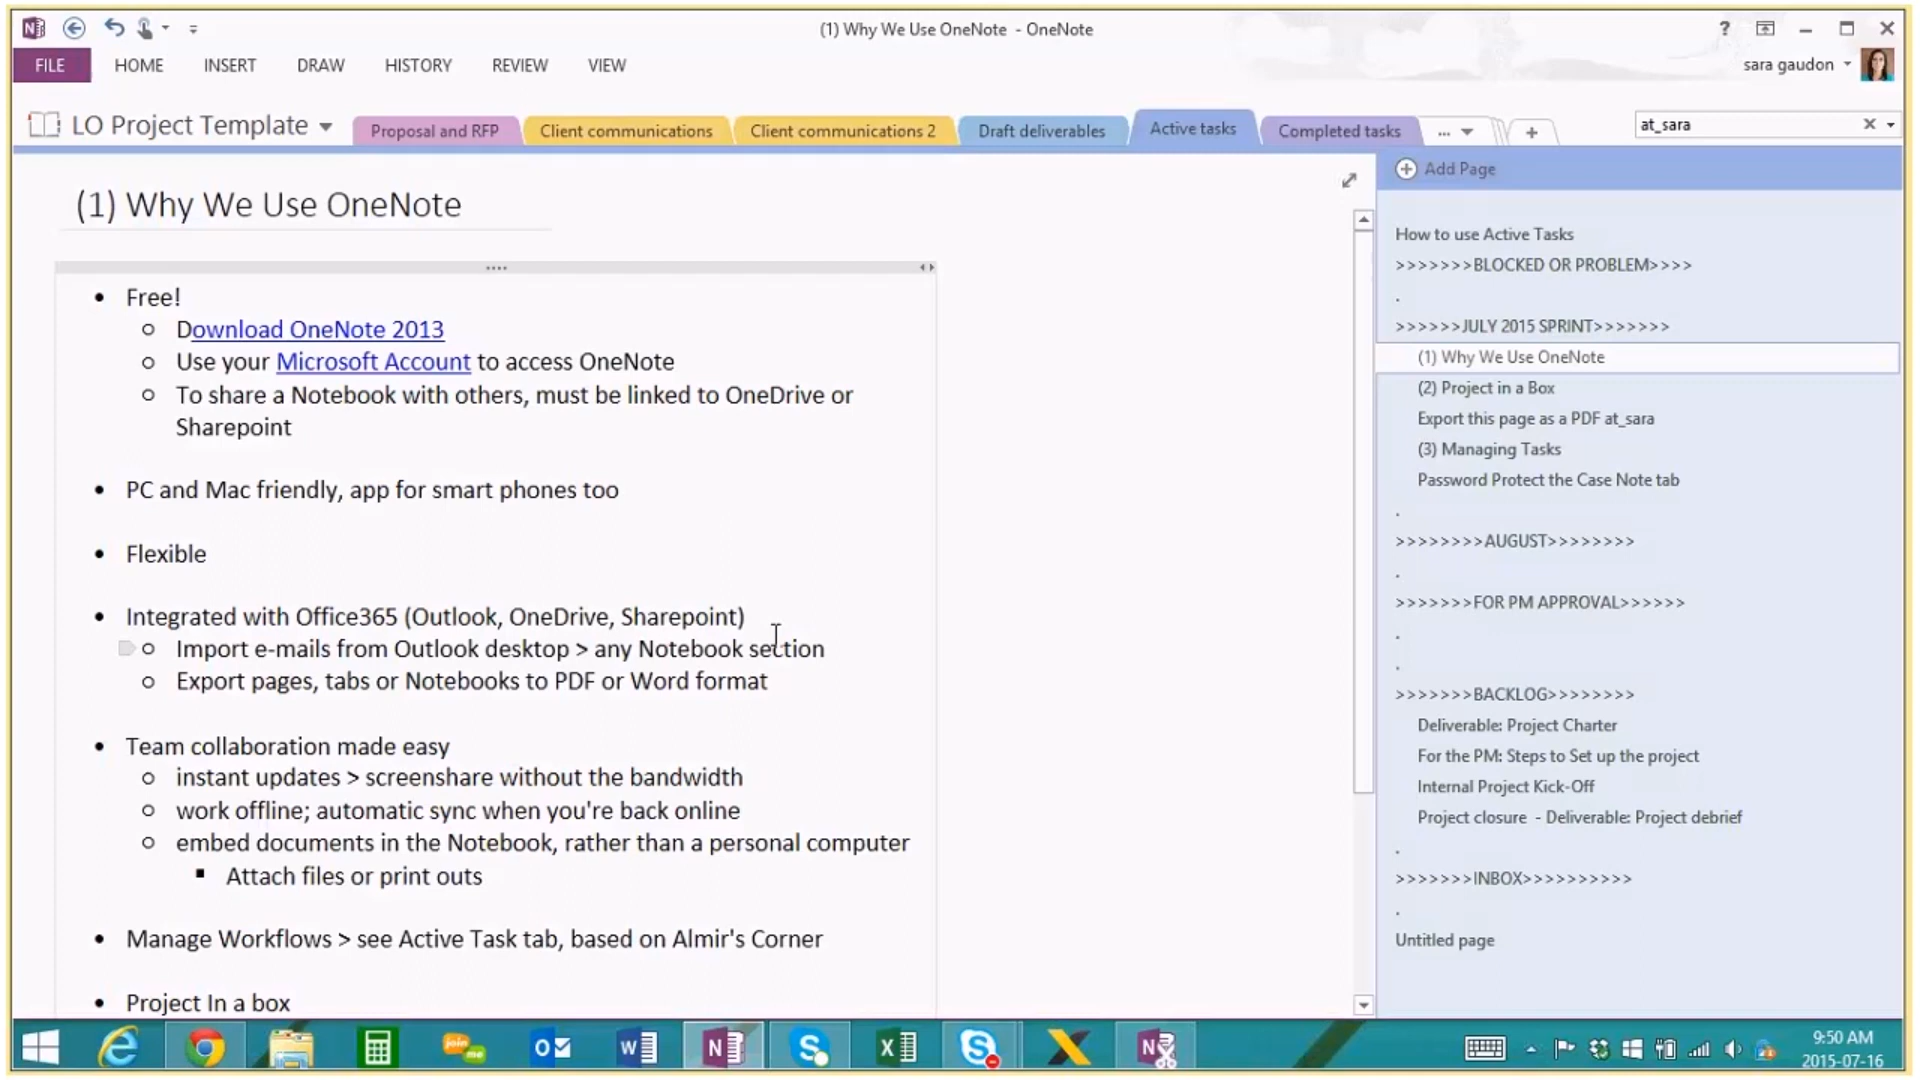 (1) Why We Use OneNote - OneNote
?
FILE HOME INSERT DRAW HISTORY REVIEW VIEW
sara gaudon
LO Project Template
Proposal and RFP
Client communications
Client communications 2
Draft deliverables
Active tasks
Completed tasks
...
at_sara
(1) Why We Use OneNote
• Free!
o Download OneNote 2013
o Use your Microsoft Account to access OneNote
o To share a Notebook with others, must be linked to OneDrive or
Sharepoint
• PC and Mac friendly, app for smart phones too
• Flexible
• Integrated with Office365 (Outlook, OneDrive, Sharepoint)
o Import e-mails from Outlook desktop > any Notebook section
o Export pages, tabs or Notebooks to PDF or Word format
• Team collaboration made easy
o instant updates > screenshare without the bandwidth
o work offline; automatic sync when you're back online
o embed documents in the Notebook, rather than a personal computer
▪ Attach files or print outs
• Manage Workflows > see Active Task tab, based on Almir's Corner
• Project In a box
Add Page
How to use Active Tasks
>>>>>>>BLOCKED OR PROBLEM>>>>
.
>>>>>>JULY 2015 SPRINT>>>>>>>
(1) Why We Use OneNote
(2) Project in a Box
Export this page as a PDF at_sara
(3) Managing Tasks
Password Protect the Case Note tab
.
>>>>>>>>AUGUST>>>>>>>>
.
>>>>>>>FOR PM APPROVAL>>>>>>
.
.
>>>>>>>BACKLOG>>>>>>>>
Deliverable: Project Charter
For the PM: Steps to Set up the project
Internal Project Kick-Off
Project closure - Deliverable: Project debrief
.
>>>>>>>INBOX>>>>>>>>>>
.
Untitled page
join
me
9:50 AM
2015-07-16